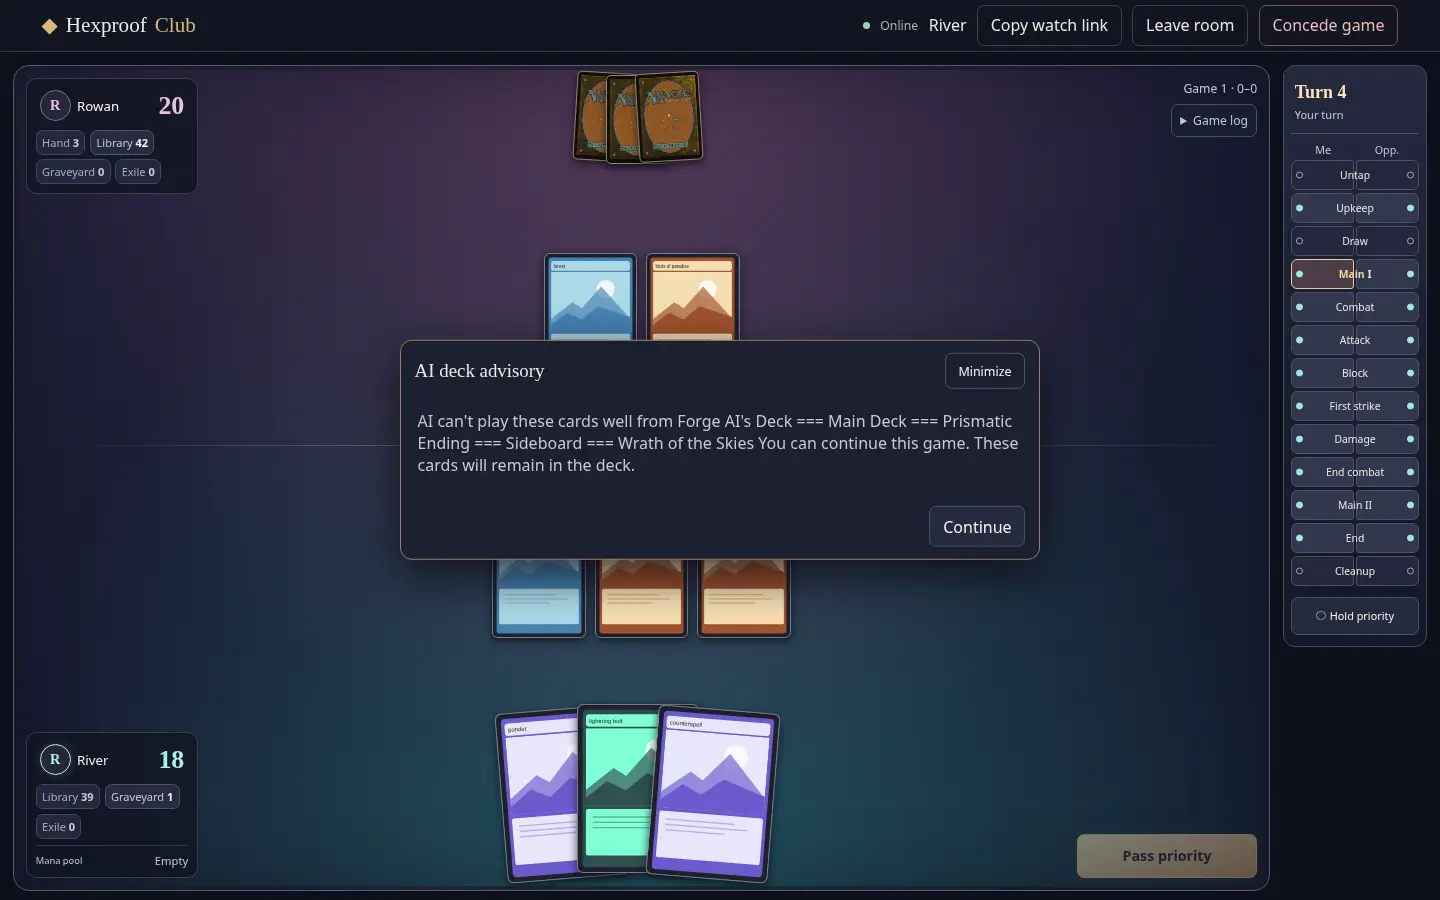 Hexproof Club
Online River Copy watch link Leave room Concede game
R Rowan 20
Hand 3 Library 42
Graveyard 0 Exile 0
Game 1 · 0–0
Game log
forest
birds of paradise
AI deck advisory
Minimize
AI can't play these cards well from Forge AI's Deck === Main Deck === Prismatic
Ending === Sideboard === Wrath of the Skies You can continue this game. These
cards will remain in the deck.
Continue
ponder
lightning bolt
counterspell
R River 18
Library 39 Graveyard 1
Exile 0
Mana pool Empty
Pass priority
Turn 4
Your turn
Me Opp.
Untap
Upkeep
Draw
Main I
Combat
Attack
Block
First strike
Damage
End combat
Main II
End
Cleanup
Hold priority